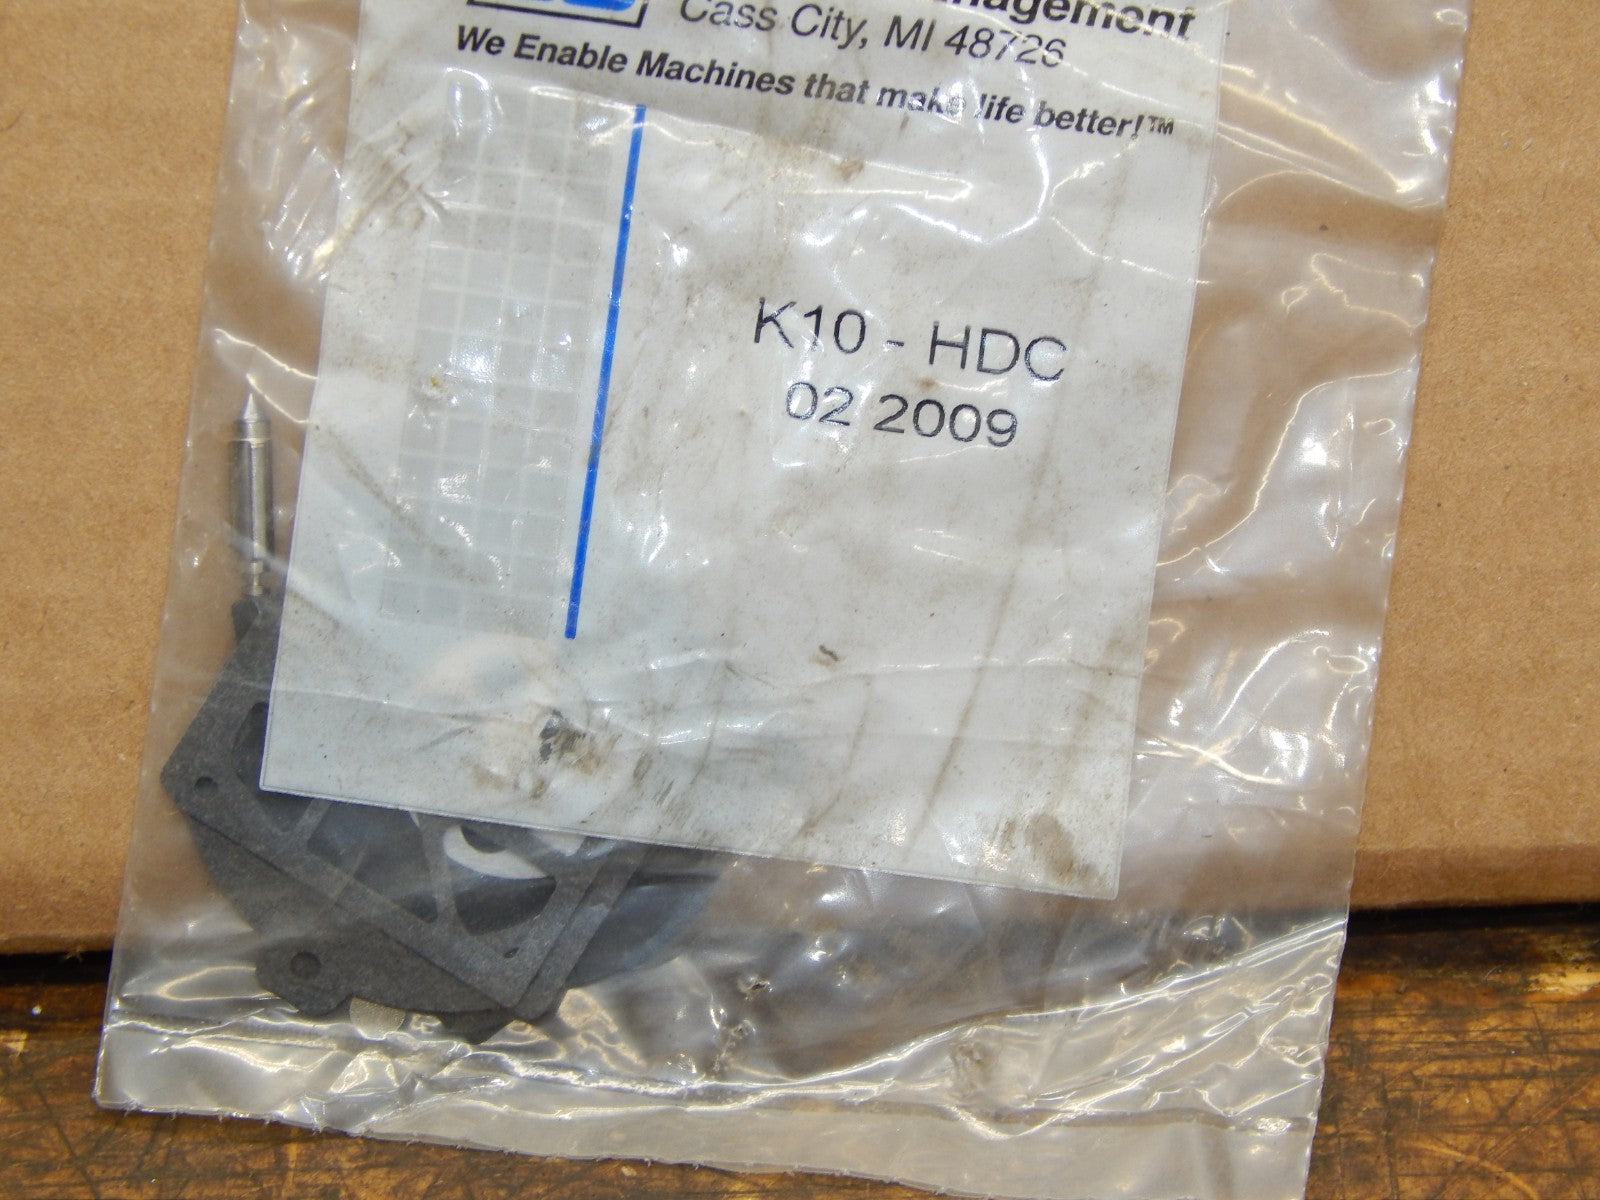 Cass City, MI 48726
We Enable Machines that make life better!™
K10 - HDC
02 2009